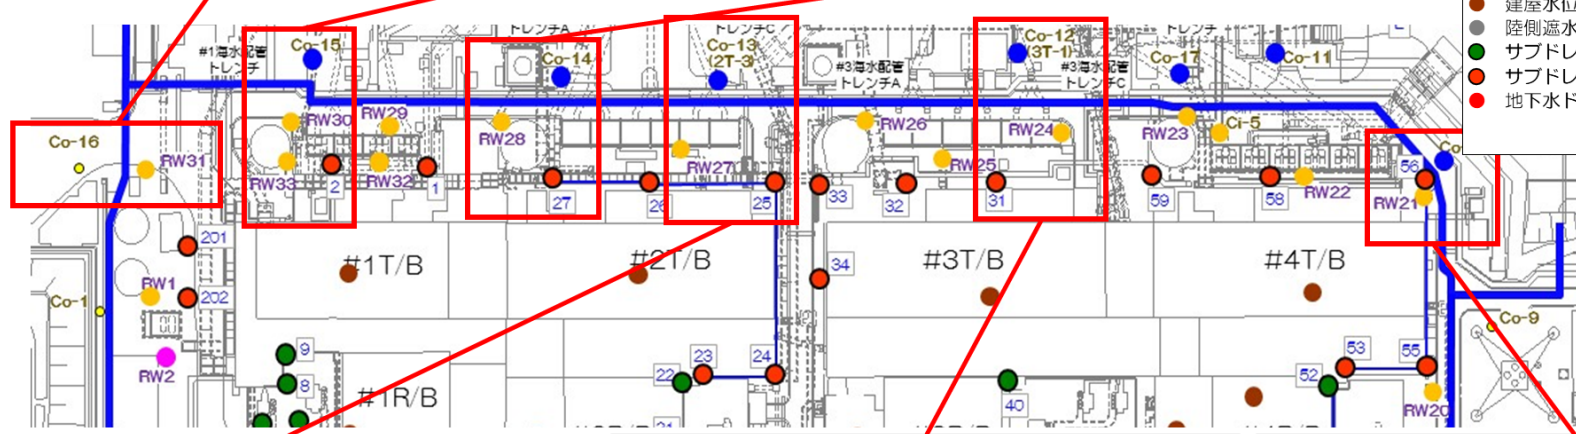 建屋水位
陸側遮水
サブドレ
サブドレ
地下水ド
トレンチA
トレンチC
#1海水配管
トレンチ
Co-15
Co-14
Co-13
(2T-3)
#3海水配管
トレンチA
Co-12
(3T-1)
#3海水配管
トレンチC
Co-17
Co-11
Co-16
RW31
RW30
RW29
RW28
RW27
RW26
RW25
RW24
RW23
Ci-5
RW22
RW21
RW33
RW32
2
1
27
26
25
33
32
31
59
58
56
201
202
RW1
Co-1
RW2
#1T/B
#2T/B
#3T/B
#4T/B
34
9
8
#1R/B
22
23
24
40
52
53
55
RW20
Co-9